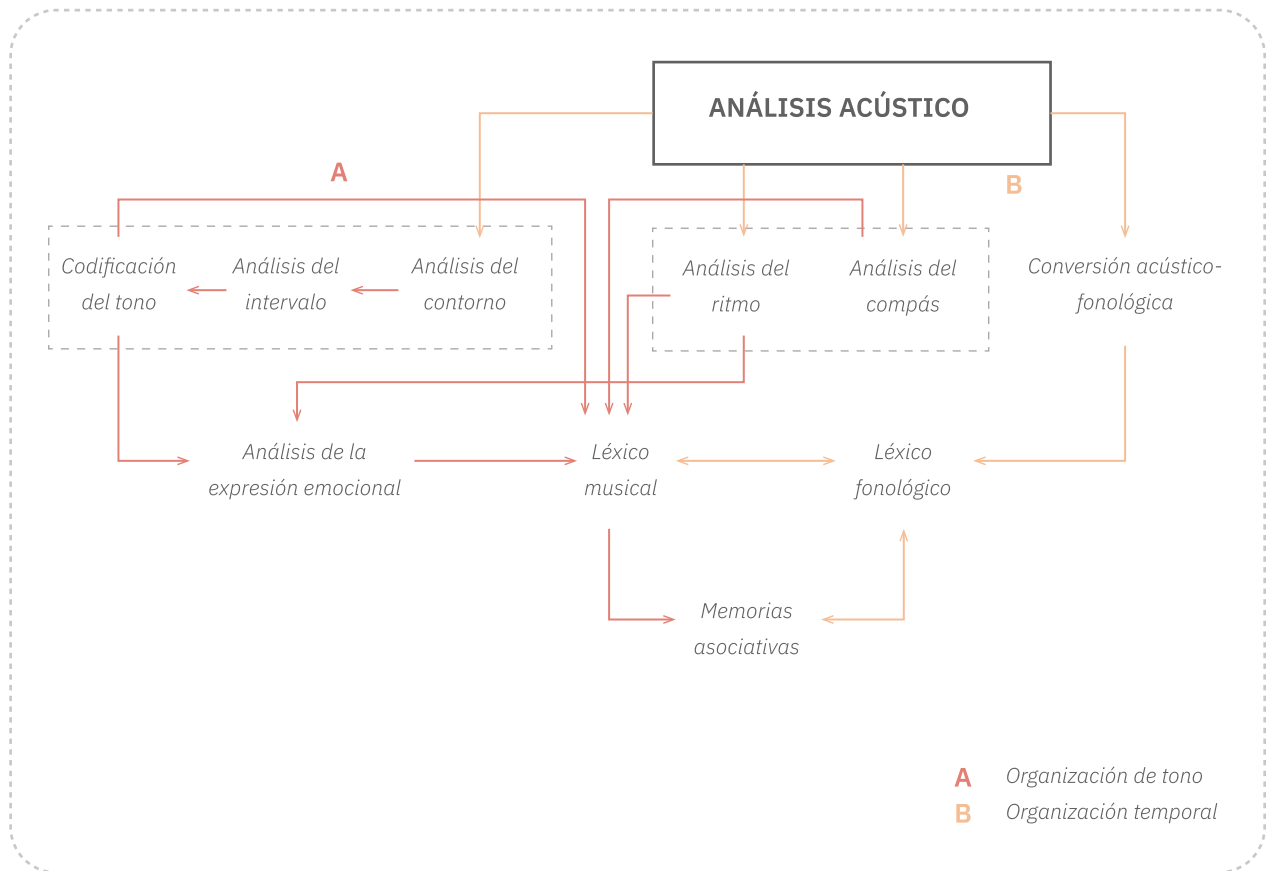 ANÁLISIS ACÚSTICO
A
B
Codificación
del tono
Análisis del
intervalo
Análisis del
contorno
Análisis del
ritmo
Análisis del
compás
Conversión acústico-
fonológica
Análisis de la
expresión emocional
Léxico
musical
Léxico
fonológico
Memorias
asociativas
A Organización de tono
B Organización temporal